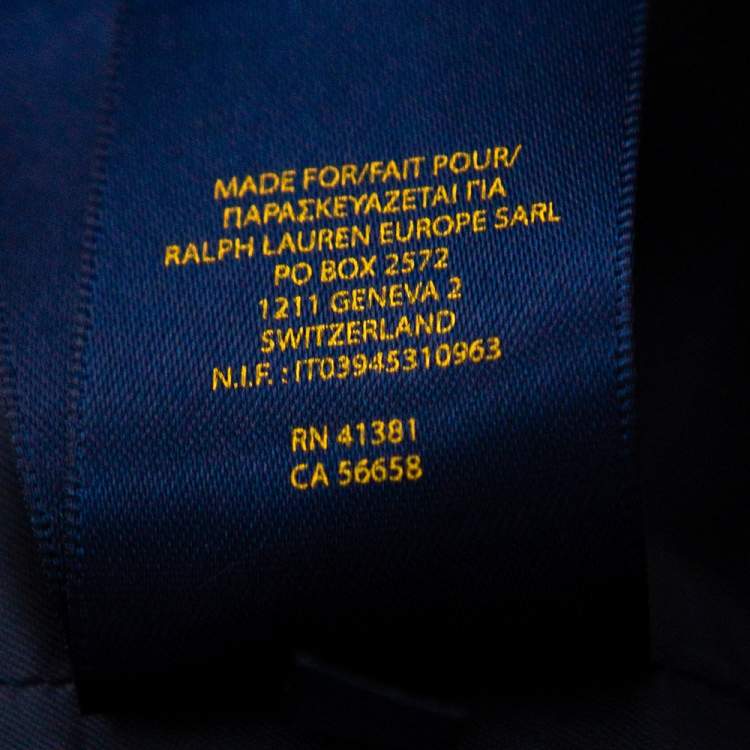 MADE FOR/FAIT POUR/
ΠΑΡΑΣΚΕΥΑΖΕΤΑΙ ΓΙΑ
RALPH LAUREN EUROPE SARL
PO BOX 2572
1211 GENEVA 2
SWITZERLAND
N.I.F. : IT03945310963
RN 41381
CA 56658